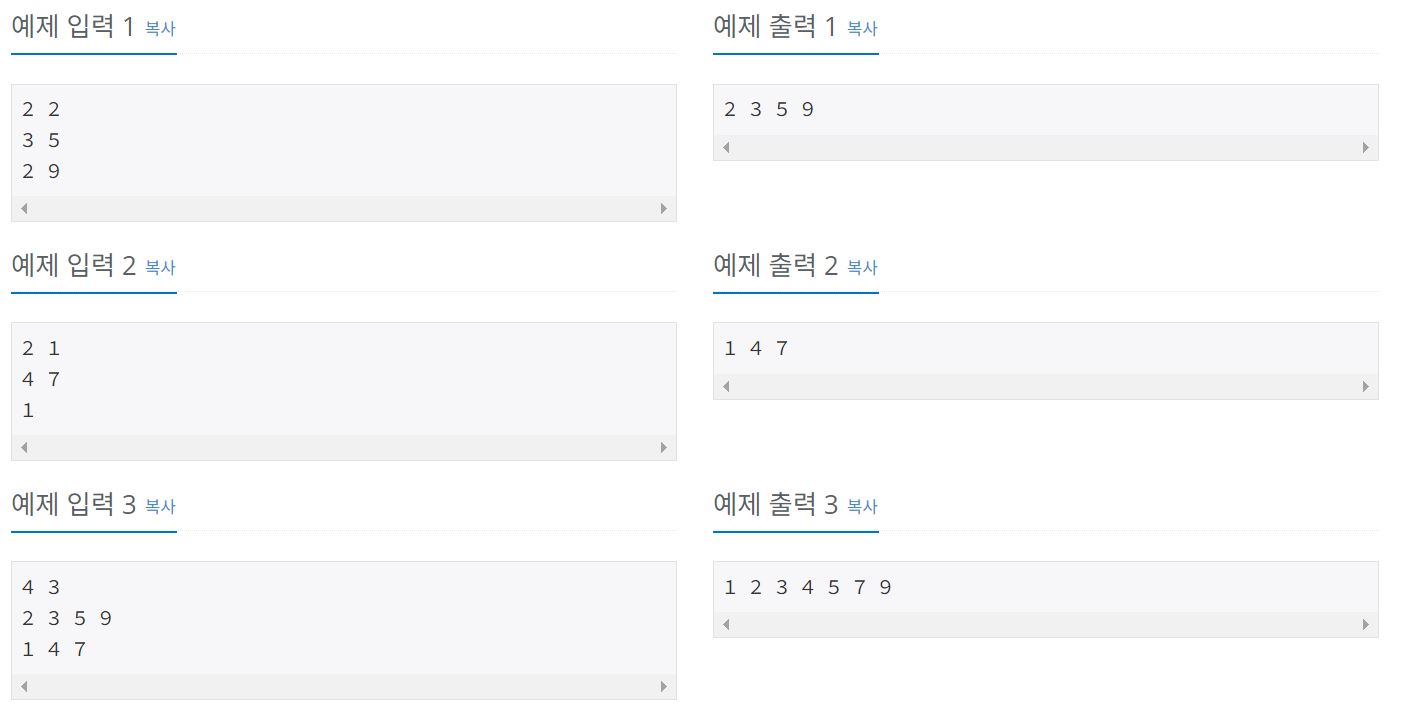 예제 입력 1 복사
2 2
3 5
2 9
예제 출력 1 복사
2 3 5 9
예제 입력 2 복사
2 1
4 7
1
예제 출력 2 복사
1 4 7
예제 입력 3 복사
4 3
2 3 5 9
1 4 7
예제 출력 3 복사
1 2 3 4 5 7 9